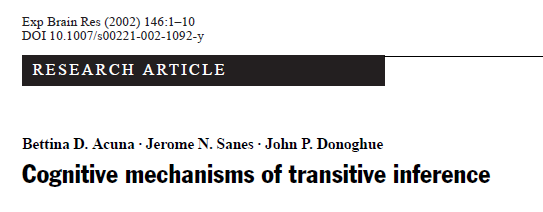 Exp Brain Res (2002) 146:1–10
DOI 10.1007/s00221-002-1092-y
RESEARCH ARTICLE
Bettina D. Acuna · Jerome N. Sanes · John P. Donoghue
Cognitive mechanisms of transitive inference